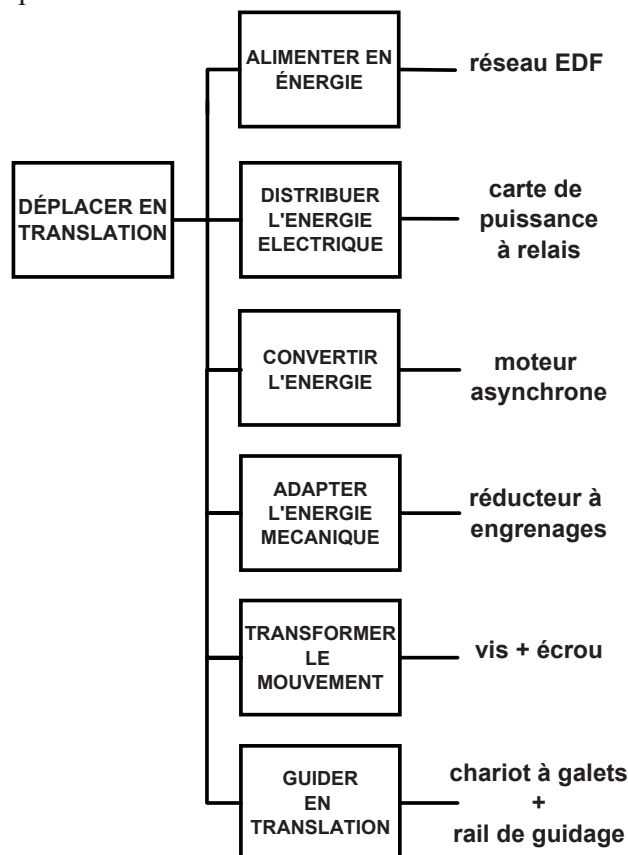 ALIMENTER EN
ÉNERGIE
réseau EDF
DÉPLACER EN
TRANSLATION
DISTRIBUER
L'ENERGIE
ELECTRIQUE
carte de
puissance
à relais
CONVERTIR
L'ENERGIE
moteur
asynchrone
ADAPTER
L'ENERGIE
MECANIQUE
réducteur à
engrenages
TRANSFORMER
LE
MOUVEMENT
vis + écrou
GUIDER
EN
TRANSLATION
chariot à galets
+
rail de guidage